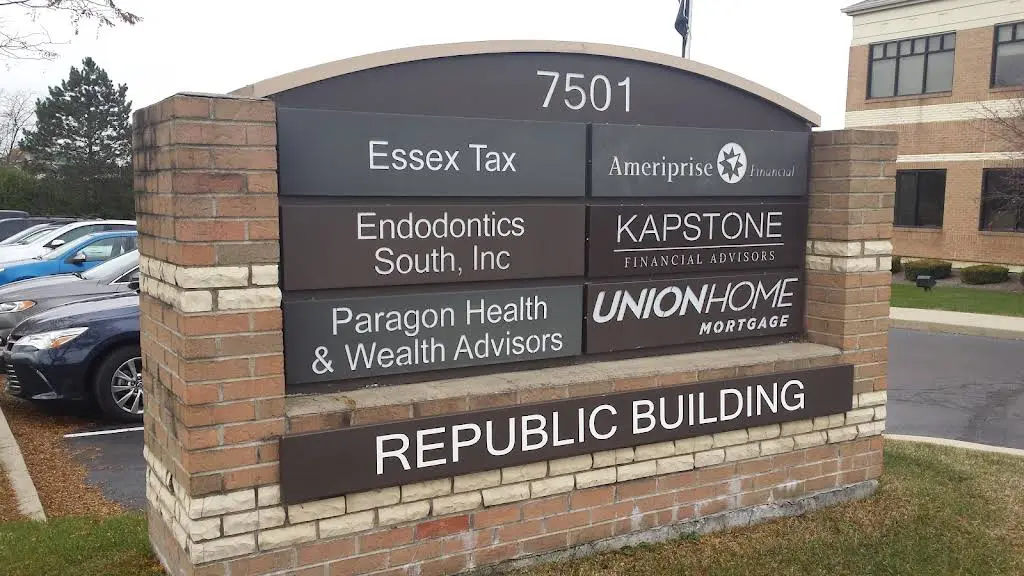 7501
Essex Tax
Ameriprise Financial
Endodontics
South, Inc
KAPSTONE
FINANCIAL ADVISORS
Paragon Health
& Wealth Advisors
UNIONHOME
MORTGAGE
REPUBLIC BUILDING